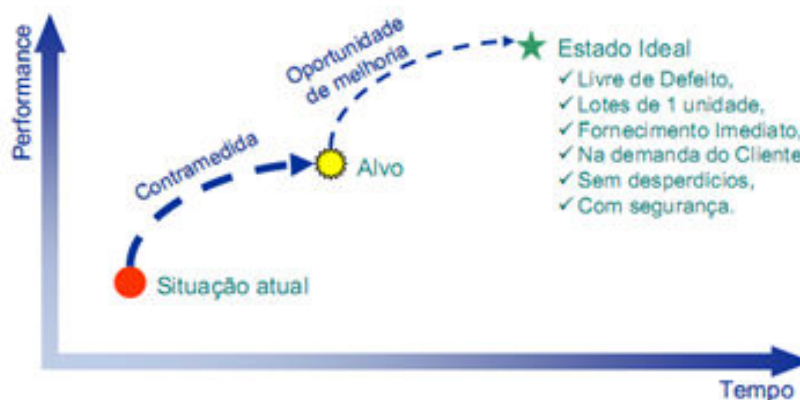 Performance
Oportunidade
de melhoria
Contramedida
Estado Ideal
✓ Livre de Defeito,
✓ Lotes de 1 unidade,
✓ Fornecimento Imediato,
✓ Na demanda do Cliente
✓ Sem desperdícios,
✓ Com segurança.
Alvo
Situação atual
Tempo